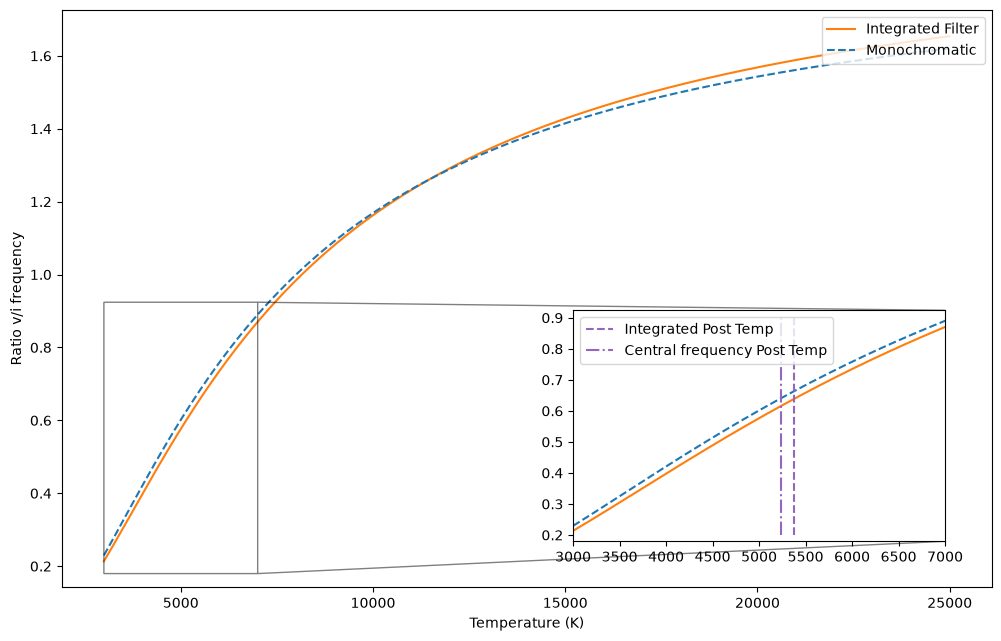 Integrated Filter
Monochromatic
1.6
1.4
1.2
1.0
0.8
0.6
0.4
0.2
Ratio v/i frequency
Integrated Post Temp
Central frequency Post Temp
0.9
0.8
0.7
0.6
0.5
0.4
0.3
0.2
3000 3500 4000 4500 5000 5500 6000 6500 7000
5000 10000 15000 20000 25000
Temperature (K)